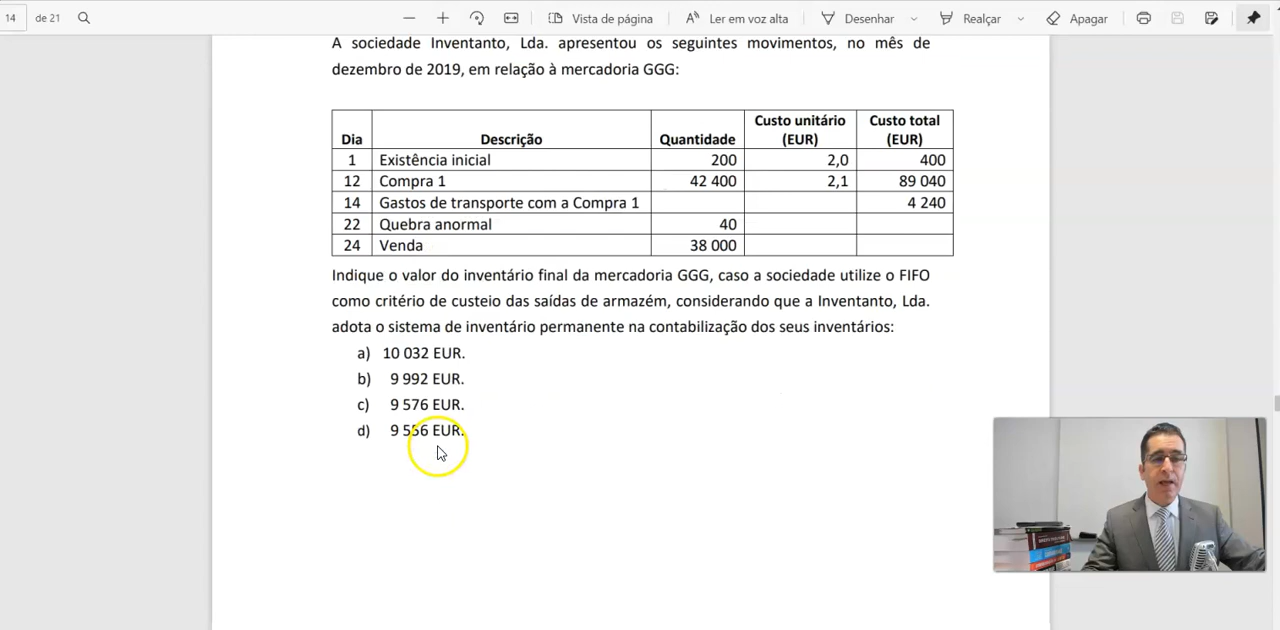 14 de 21 Vista de página Ler em voz alta Desenhar Realçar Apagar
A sociedade Inventanto, Lda. apresentou os seguintes movimentos, no mês de
dezembro de 2019, em relação à mercadoria GGG:
Dia Descrição Quantidade Custo unitário (EUR) Custo total (EUR)
1 Existência inicial 200 2,0 400
12 Compra 1 42 400 2,1 89 040
14 Gastos de transporte com a Compra 1 4 240
22 Quebra anormal 40
24 Venda 38 000
Indique o valor do inventário final da mercadoria GGG, caso a sociedade utilize o FIFO
como critério de custeio das saídas de armazém, considerando que a Inventanto, Lda.
adota o sistema de inventário permanente na contabilização dos seus inventários:
a) 10 032 EUR.
b) 9 992 EUR.
c) 9 576 EUR.
d) 9 556 EUR.